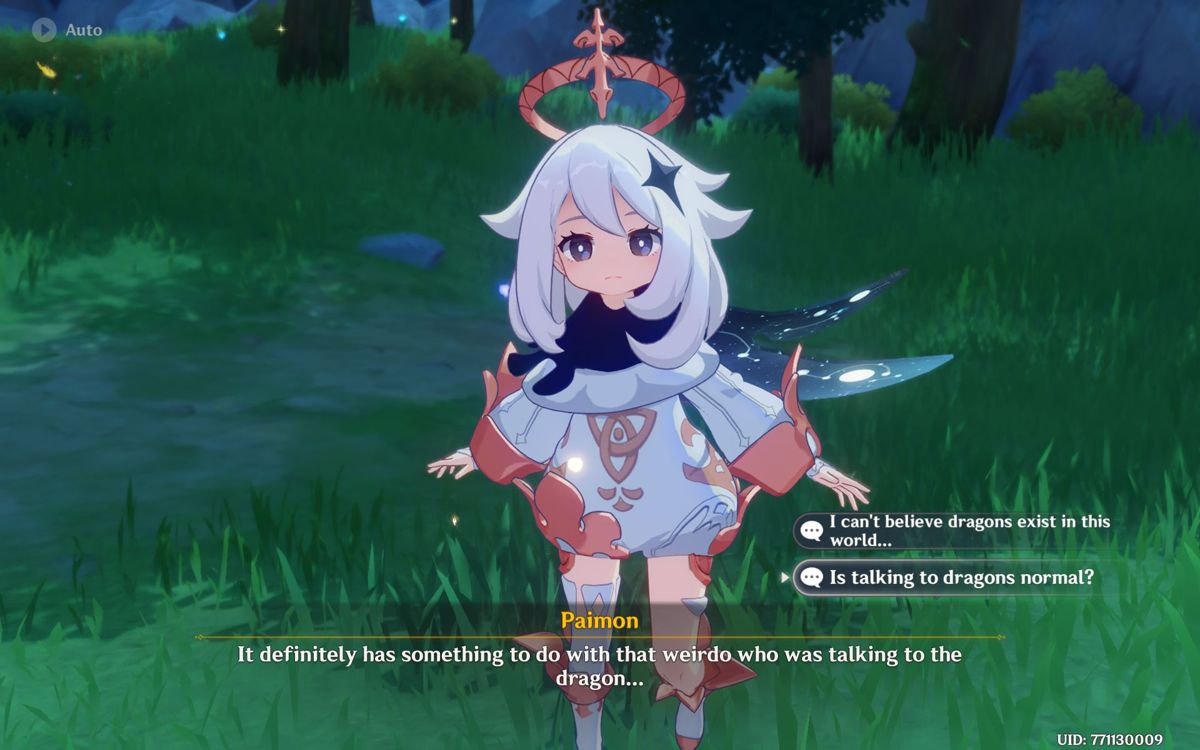 Auto
I can't believe dragons exist in this
world...
Is talking to dragons normal?
Paimon
It definitely has something to do with that weirdo who was talking to the
dragon...
UID: 771130009